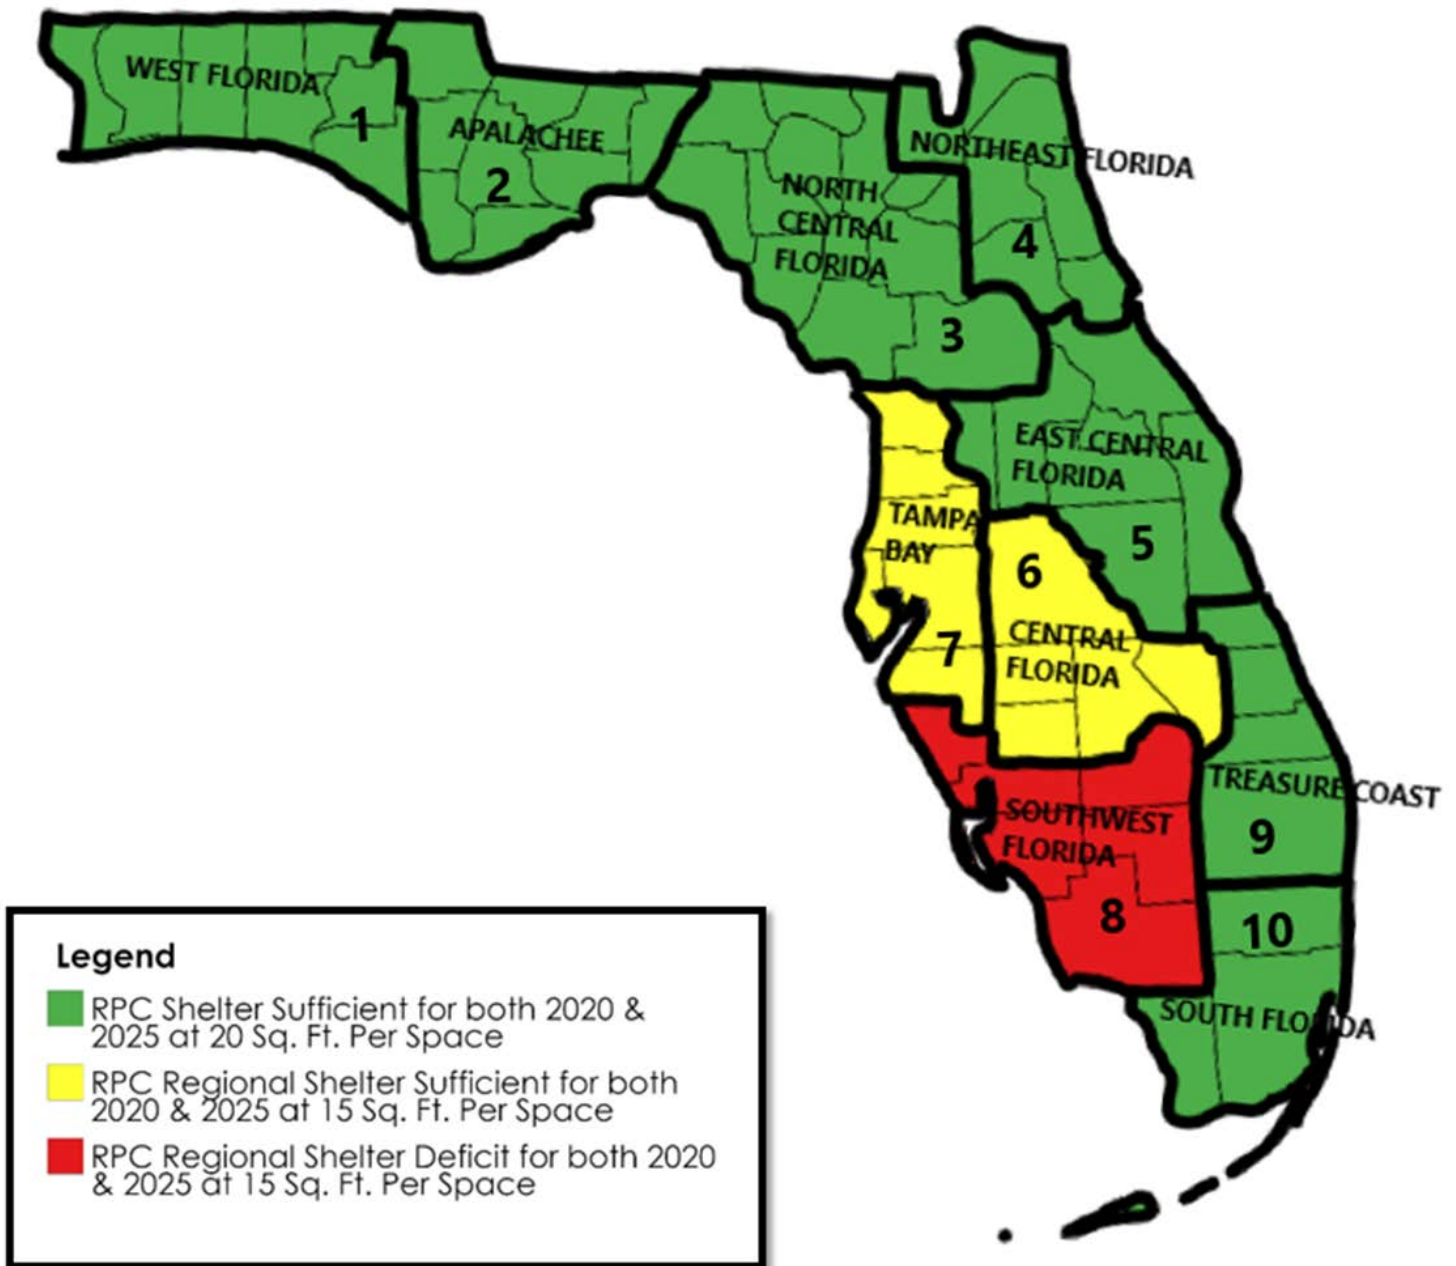 WEST FLORIDA
1
APALACHEE
2
NORTHEAST FLORIDA
NORTH
CENTRAL
FLORIDA
4
3
EAST CENTRAL
FLORIDA
TAMPA
BAY
5
6
7
CENTRAL
FLORIDA
TREASURE COAST
SOUTHWEST
FLORIDA
9
8
10
SOUTH FLORIDA
Legend
RPC Shelter Sufficient for both 2020 &
2025 at 20 Sq. Ft. Per Space
RPC Regional Shelter Sufficient for both
2020 & 2025 at 15 Sq. Ft. Per Space
RPC Regional Shelter Deficit for both 2020
& 2025 at 15 Sq. Ft. Per Space